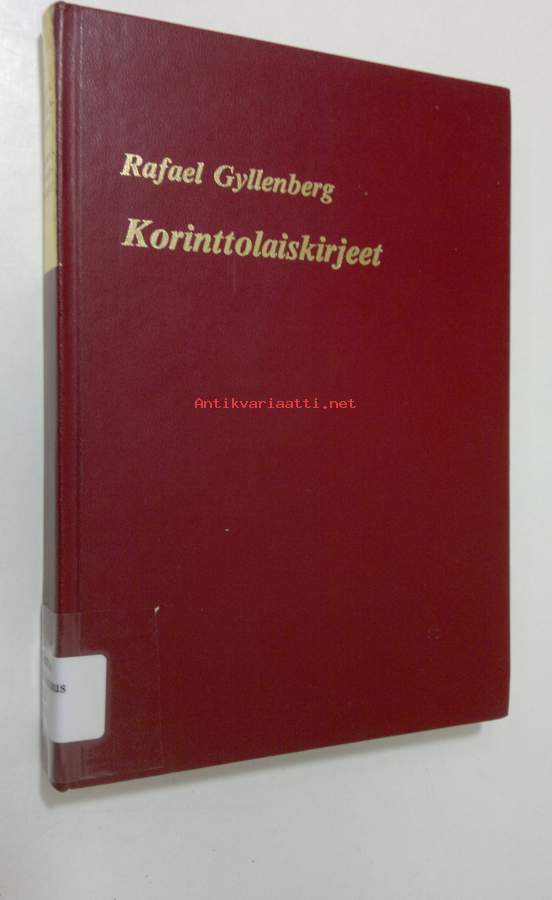 Rafael Gyllenberg
Korinttolaiskirjeet
Antikvariaatti.net